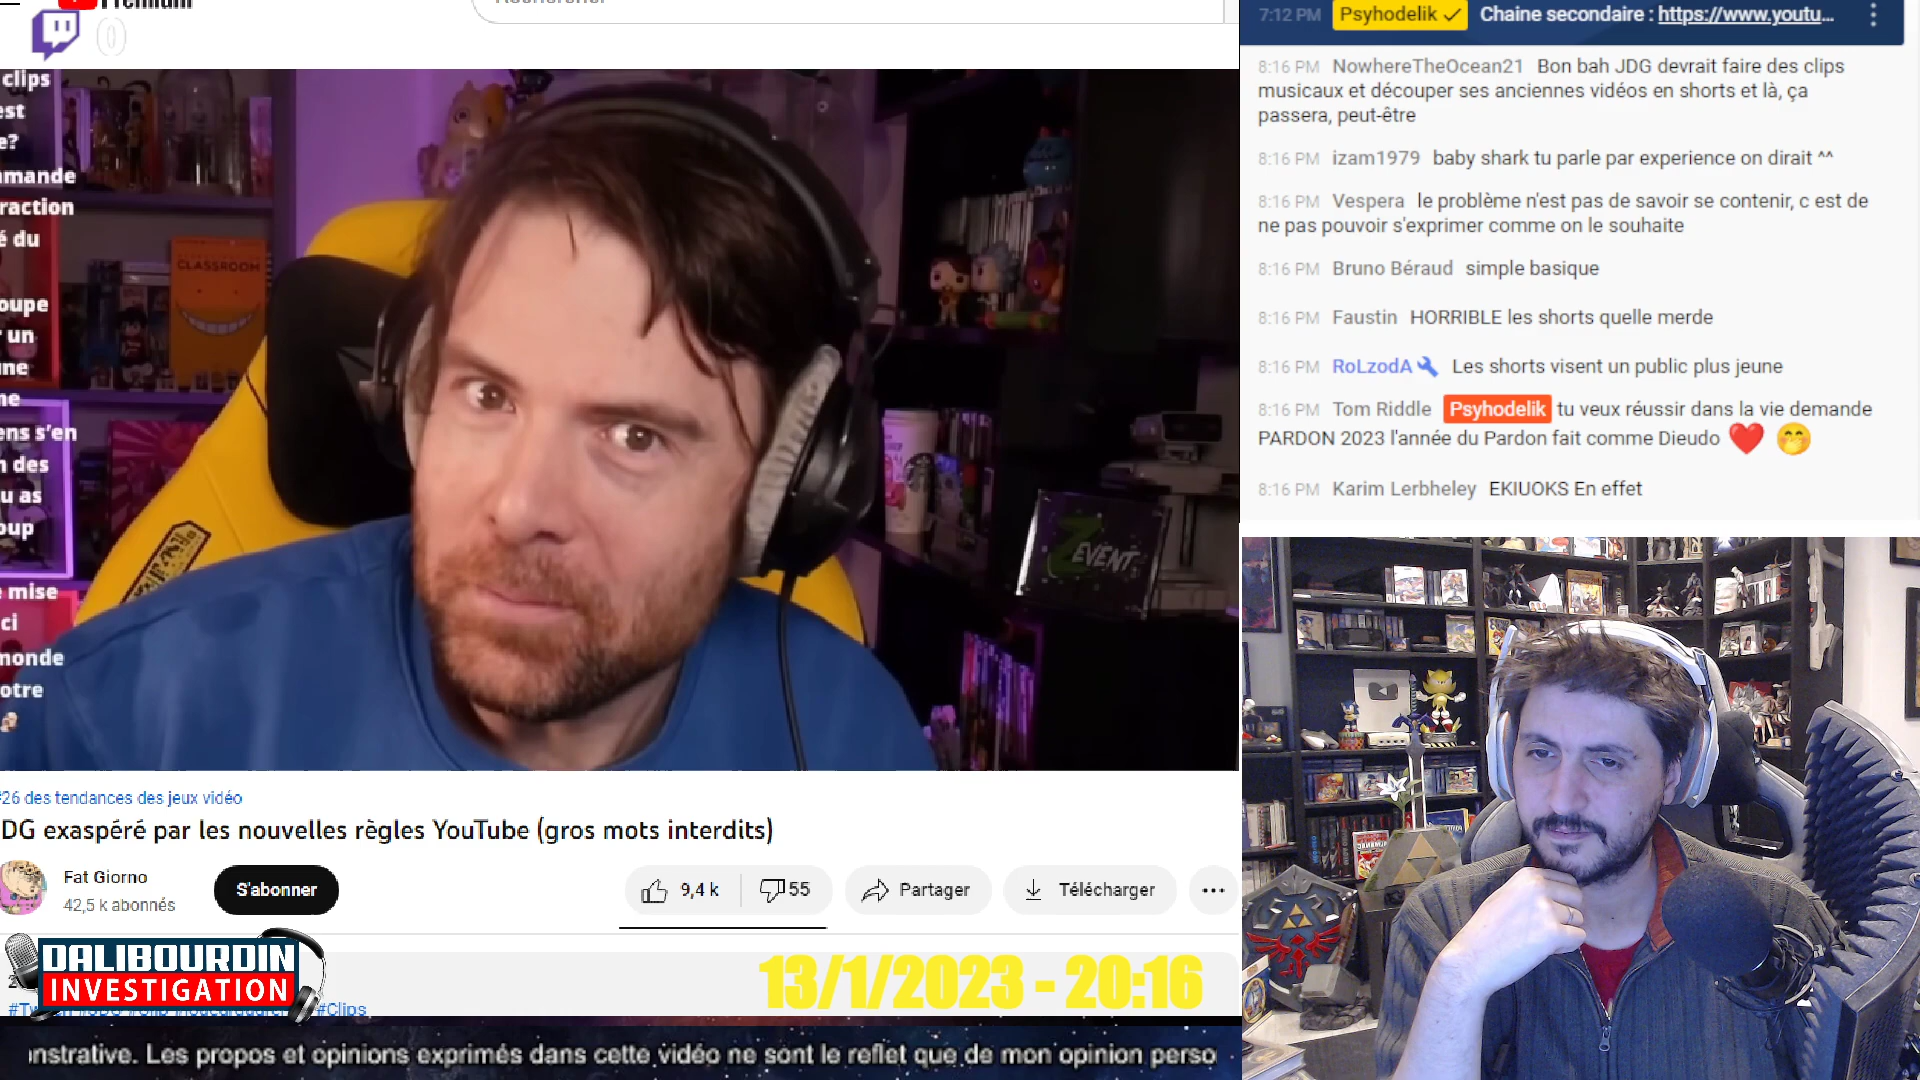 Premium
0
Rechercher
clips
est
e?
mmande
raction
é du
oupe
r un
une
ne
ens s'en
n des
u as
oup
e mise
ci
monde
otre
CLASSROOM
Z EVENT
#26 des tendances des jeux vidéo
DG exaspéré par les nouvelles règles YouTube (gros mots interdits)
Fat Giorno
42,5 k abonnés
S'abonner
9,4 k
55
Partager
Télécharger
#Clips
DALIBOURDIN
INVESTIGATION
13/1/2023 - 20:16
onstrative. Les propos et opinions exprimés dans cette vidéo ne sont le reflet que de mon opinion perso
7:12 PM Psyhodelik Chaine secondaire : https://www.youtu...
8:16 PM NowhereTheOcean21 Bon bah JDG devrait faire des clips
musicaux et découper ses anciennes vidéos en shorts et là, ça
passera, peut-être
8:16 PM izam1979 baby shark tu parle par experience on dirait ^^
8:16 PM Vespera le problème n'est pas de savoir se contenir, c est de
ne pas pouvoir s'exprimer comme on le souhaite
8:16 PM Bruno Béraud simple basique
8:16 PM Faustin HORRIBLE les shorts quelle merde
8:16 PM RoLzodA Les shorts visent un public plus jeune
8:16 PM Tom Riddle Psyhodelik tu veux réussir dans la vie demande
PARDON 2023 l'année du Pardon fait comme Dieudo ❤️ 🤭
8:16 PM Karim Lerbheley EKIUOKS En effet